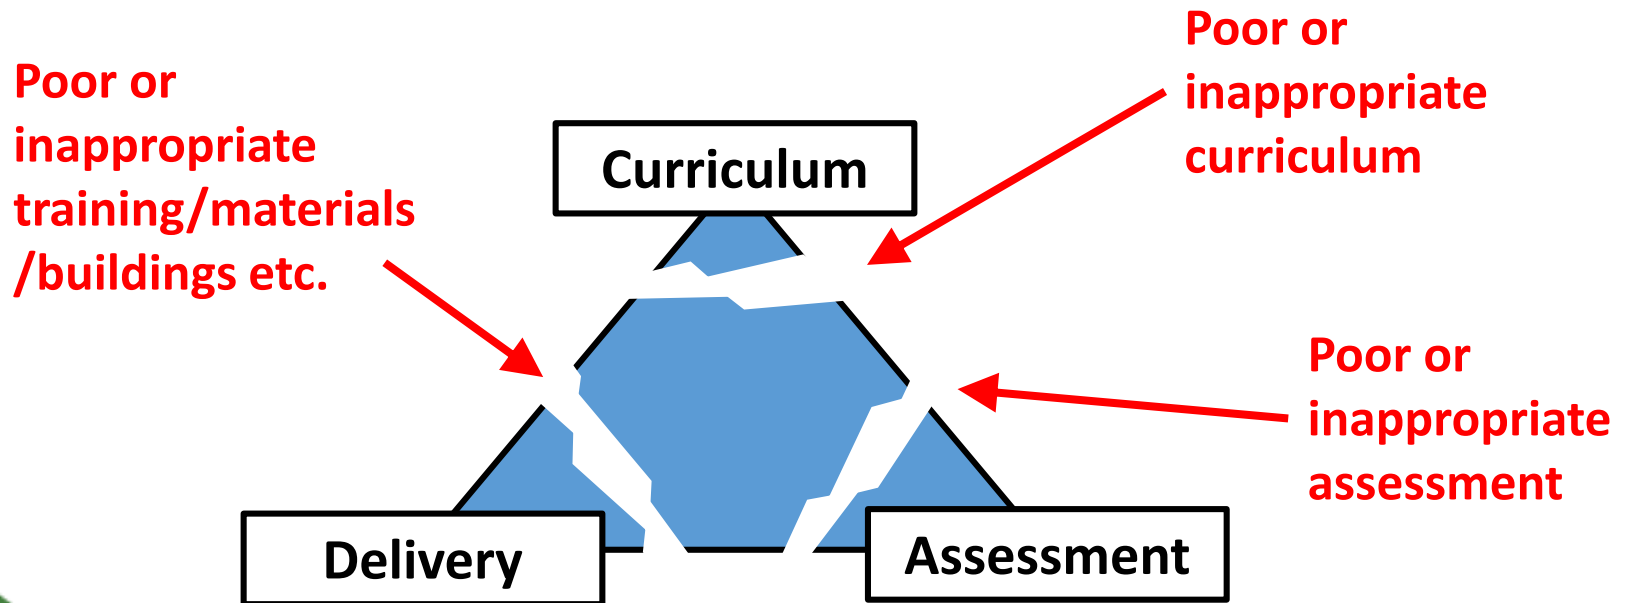 Poor or
inappropriate
training/materials
/buildings etc.
Curriculum
Poor or
inappropriate
curriculum
Poor or
inappropriate
assessment
Delivery
Assessment